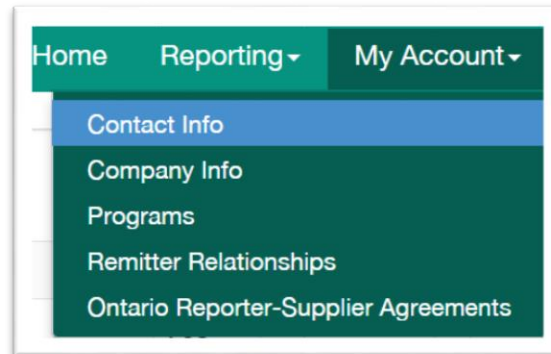 Home Reporting My Account
Contact Info
Company Info
Programs
Remitter Relationships
Ontario Reporter-Supplier Agreements